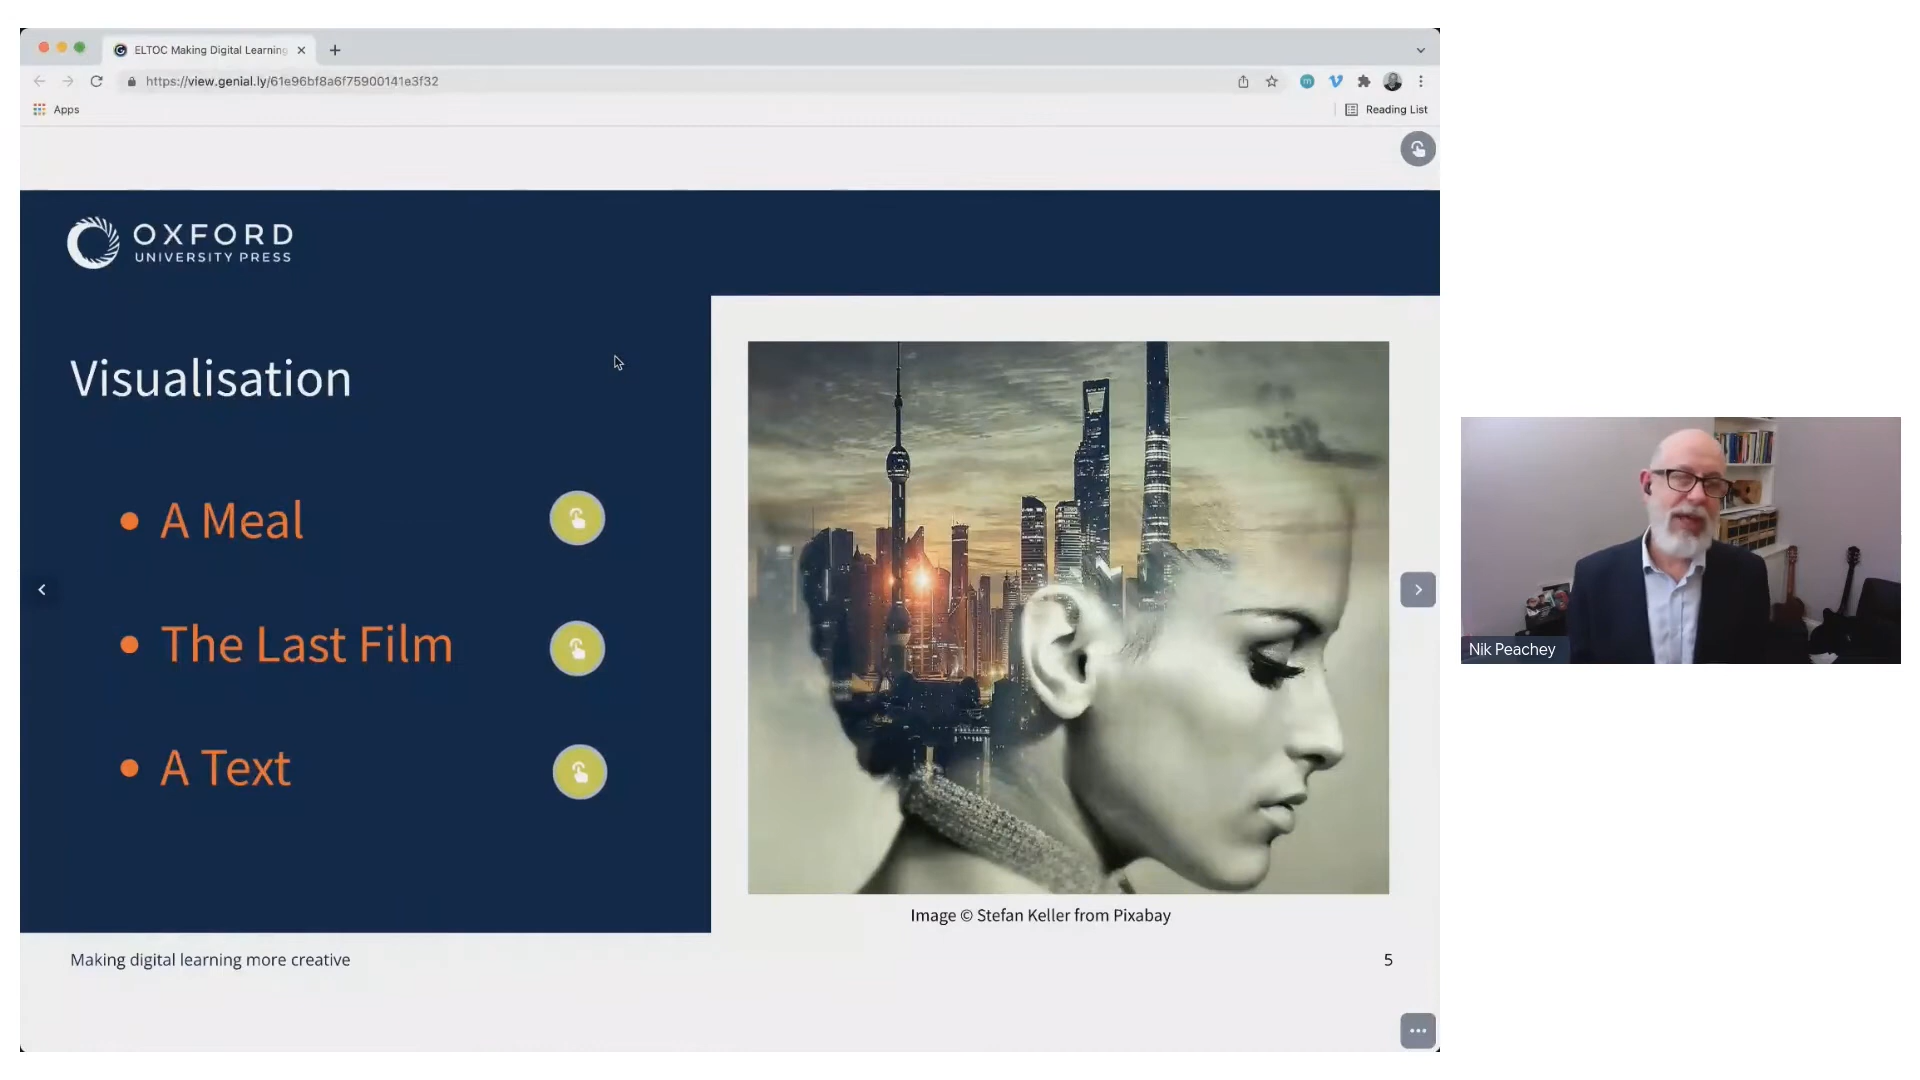 ELTOC Making Digital Learning
https://view.genial.ly/61e96bf8a6f75900141e3f32
Apps
Reading List
OXFORD
UNIVERSITY PRESS
Visualisation
• A Meal
• The Last Film
• A Text
Image © Stefan Keller from Pixabay
Making digital learning more creative
5
Nik Peachey